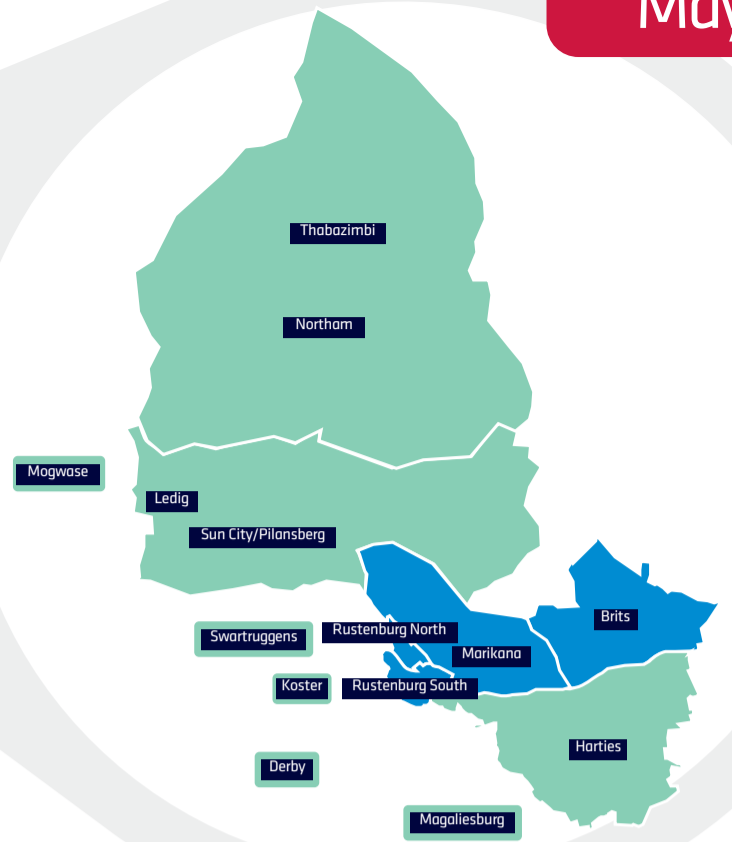 Thabazimbi
Northam
Mogwase
Ledig
Sun City/Pilansberg
Brits
Rustenburg North
Swartruggens
Marikana
Koster
Rustenburg South
Harties
Derby
Magaliesburg